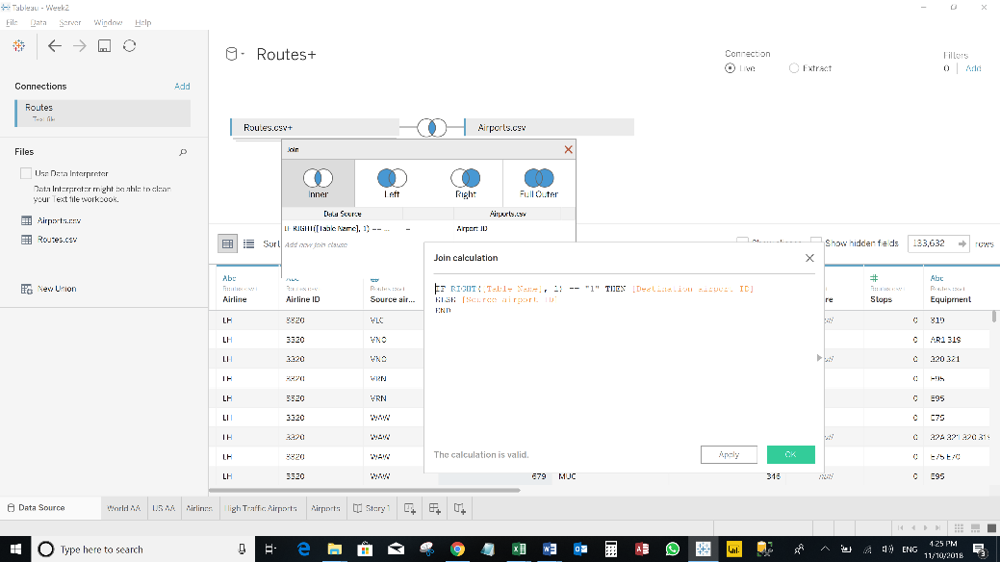 Tableau - Week2
File Data Server Window Help
Connections
Add
Routes
Text file
Files
Use Data Interpreter
Data Interpreter might be able to clean
your Text file workbook.
Airports.csv
Routes.csv
New Union
Routes+
Connection
Live
Extract
Filters
0
Add
Routes.csv+
Airports.csv
Join
Inner
Left
Right
Full Outer
Data Source
Airports.csv
IF RIGHT([Table Name], 1) == ...
=
Airport ID
Add new join clause
Sort
Show hidden fields
133,632
rows
Join calculation
IF RIGHT([Table Name], 1) == "1" THEN [Destination airport ID]
ELSE [Source airport ID]
END
The calculation is valid.
Apply
OK
Abc
Routes.csv+
Airline
Abc
Routes.csv+
Airline ID
Routes.csv+
Source air...
re
#
Routes.csv+
Stops
Abc
Routes.csv+
Equipment
LH 3320 VLC 0 319
LH 3320 VNO 0 AR1 319
LH 3320 VNO null 0 320 321
LH 3320 VRN null 0 E95
LH 3320 VRN null 0 E95
LH 3320 WAW 0 E75
LH 3320 WAW null 0 32A 321 320 319
LH 3320 WAW null 0 E75 E70
LH 3320 WAW 679 MUC 346 null 0 E95
Data Source
World AA
US AA
Airlines
High Traffic Airports
Airports
Story 1
Type here to search
ENG
4:25 PM
11/10/2018
3